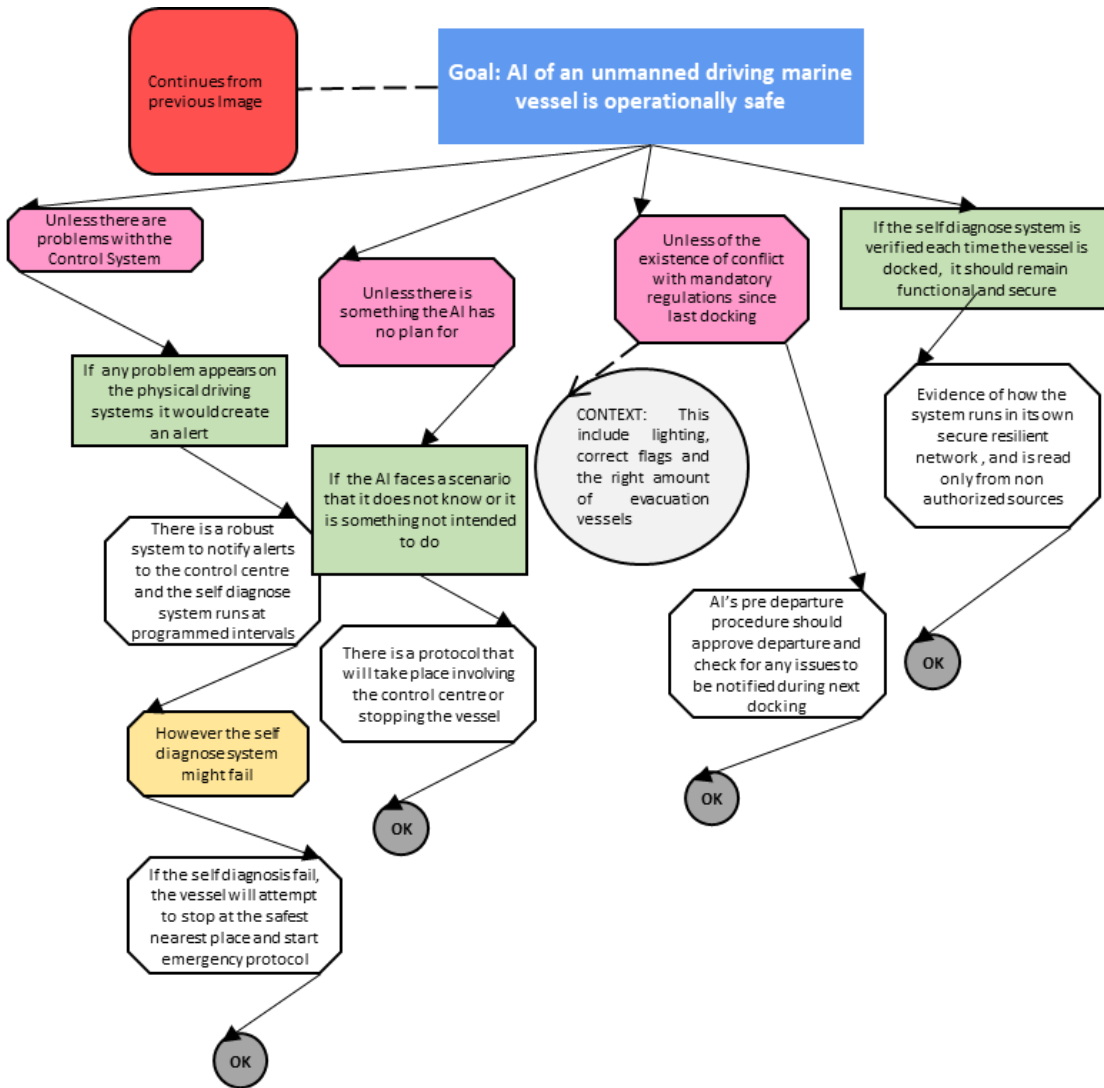 Continues from
previous Image
Goal: AI of an unmanned driving marine
vessel is operationally safe
Unless there are
problems with the
Control System
Unless there is
something the AI has
no plan for
Unless of the
existence of conflict
with mandatory
regulations since
last docking
If the self diagnose system is
verified each time the vessel is
docked, it should remain
functional and secure
If any problem appears on
the physical driving
systems it would create
an alert
CONTEXT: This
include lighting,
correct flags and
the right amount
of evacuation
vessels
Evidence of how the
system runs in its own
secure resilient
network , and is read
only from non
authorized sources
If the AI faces a scenario
that it does not know or it
is something not intended
to do
There is a robust
system to notify alerts
to the control centre
and the self diagnose
system runs at
programmed intervals
There is a protocol that
will take place involving
the control centre or
stopping the vessel
AI's pre departure
procedure should
approve departure and
check for any issues to
be notified during next
docking
OK
However the self
diagnose system
might fail
OK
OK
If the self diagnosis fail,
the vessel will attempt
to stop at the safest
nearest place and start
emergency protocol
OK